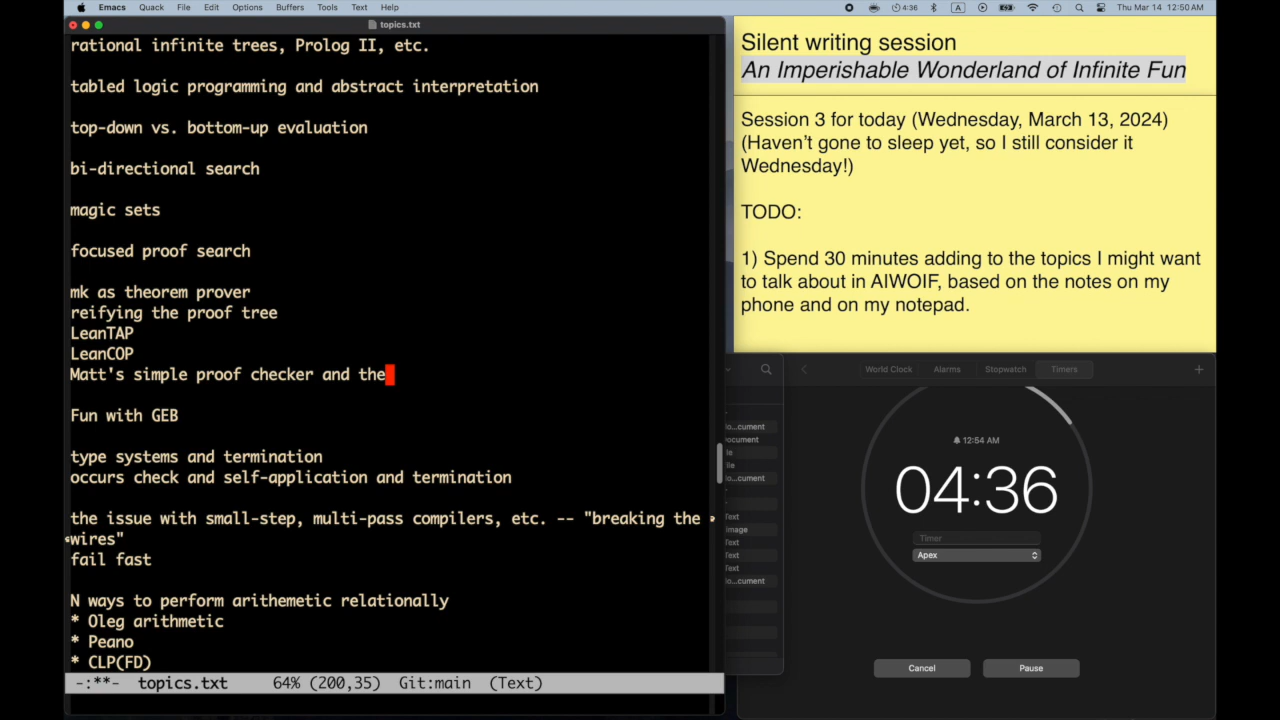 Emacs Quack File Edit Options Buffers Tools Text Help
4:36 A Thu Mar 14 12:50 AM
topics.txt
rational infinite trees, Prolog II, etc.
tabled logic programming and abstract interpretation
top-down vs. bottom-up evaluation
bi-directional search
magic sets
focused proof search
mk as theorem prover
reifying the proof tree
LeanTAP
LeanCOP
Matt's simple proof checker and the
Fun with GEB
type systems and termination
occurs check and self-application and termination
the issue with small-step, multi-pass compilers, etc. -- "breaking the
wires"
fail fast
N ways to perform arithemetic relationally
* Oleg arithmetic
* Peano
* CLP(FD)
-:**- topics.txt 64% (200,35) Git:main (Text)
Silent writing session
An Imperishable Wonderland of Infinite Fun
Session 3 for today (Wednesday, March 13, 2024)
(Haven't gone to sleep yet, so I still consider it
Wednesday!)
TODO:
1) Spend 30 minutes adding to the topics I might want
to talk about in AIWOIF, based on the notes on my
phone and on my notepad.
World Clock Alarms Stopwatch Timers
12:54 AM
04:36
Timer
Apex
Cancel Pause